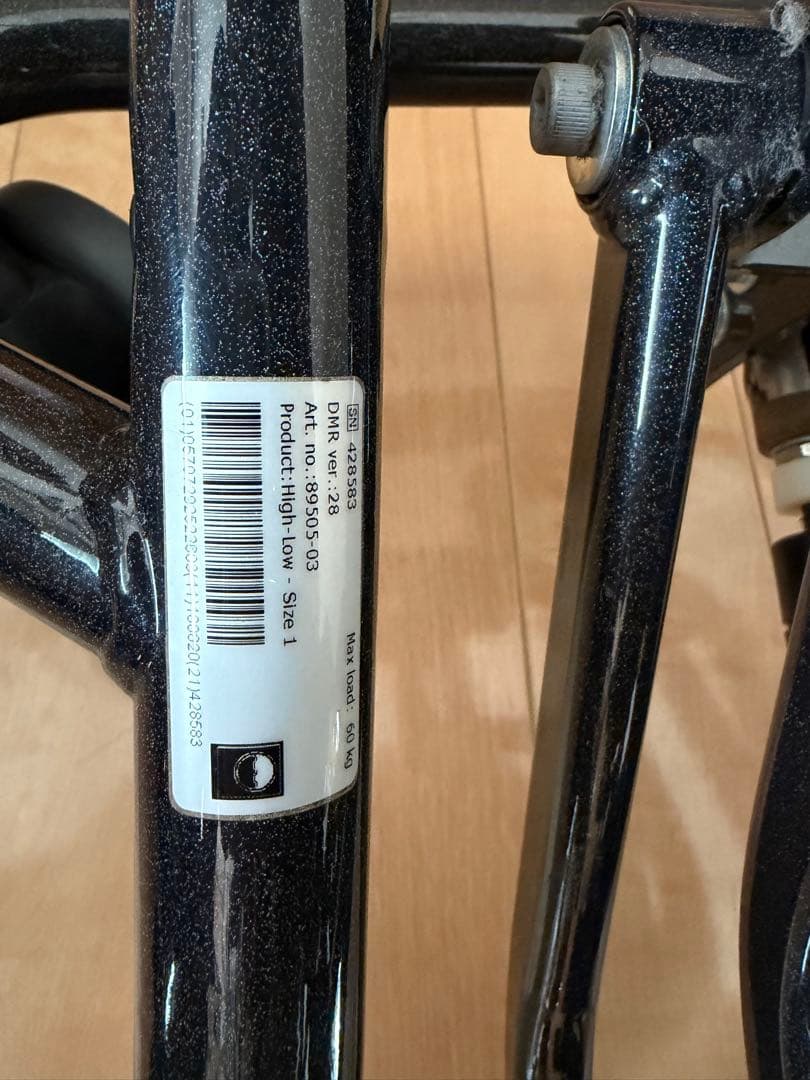 SN 428583
Max load: 60 kg
DMR ver.:28
Art. no.:89505-03
Product:High-Low - Size 1